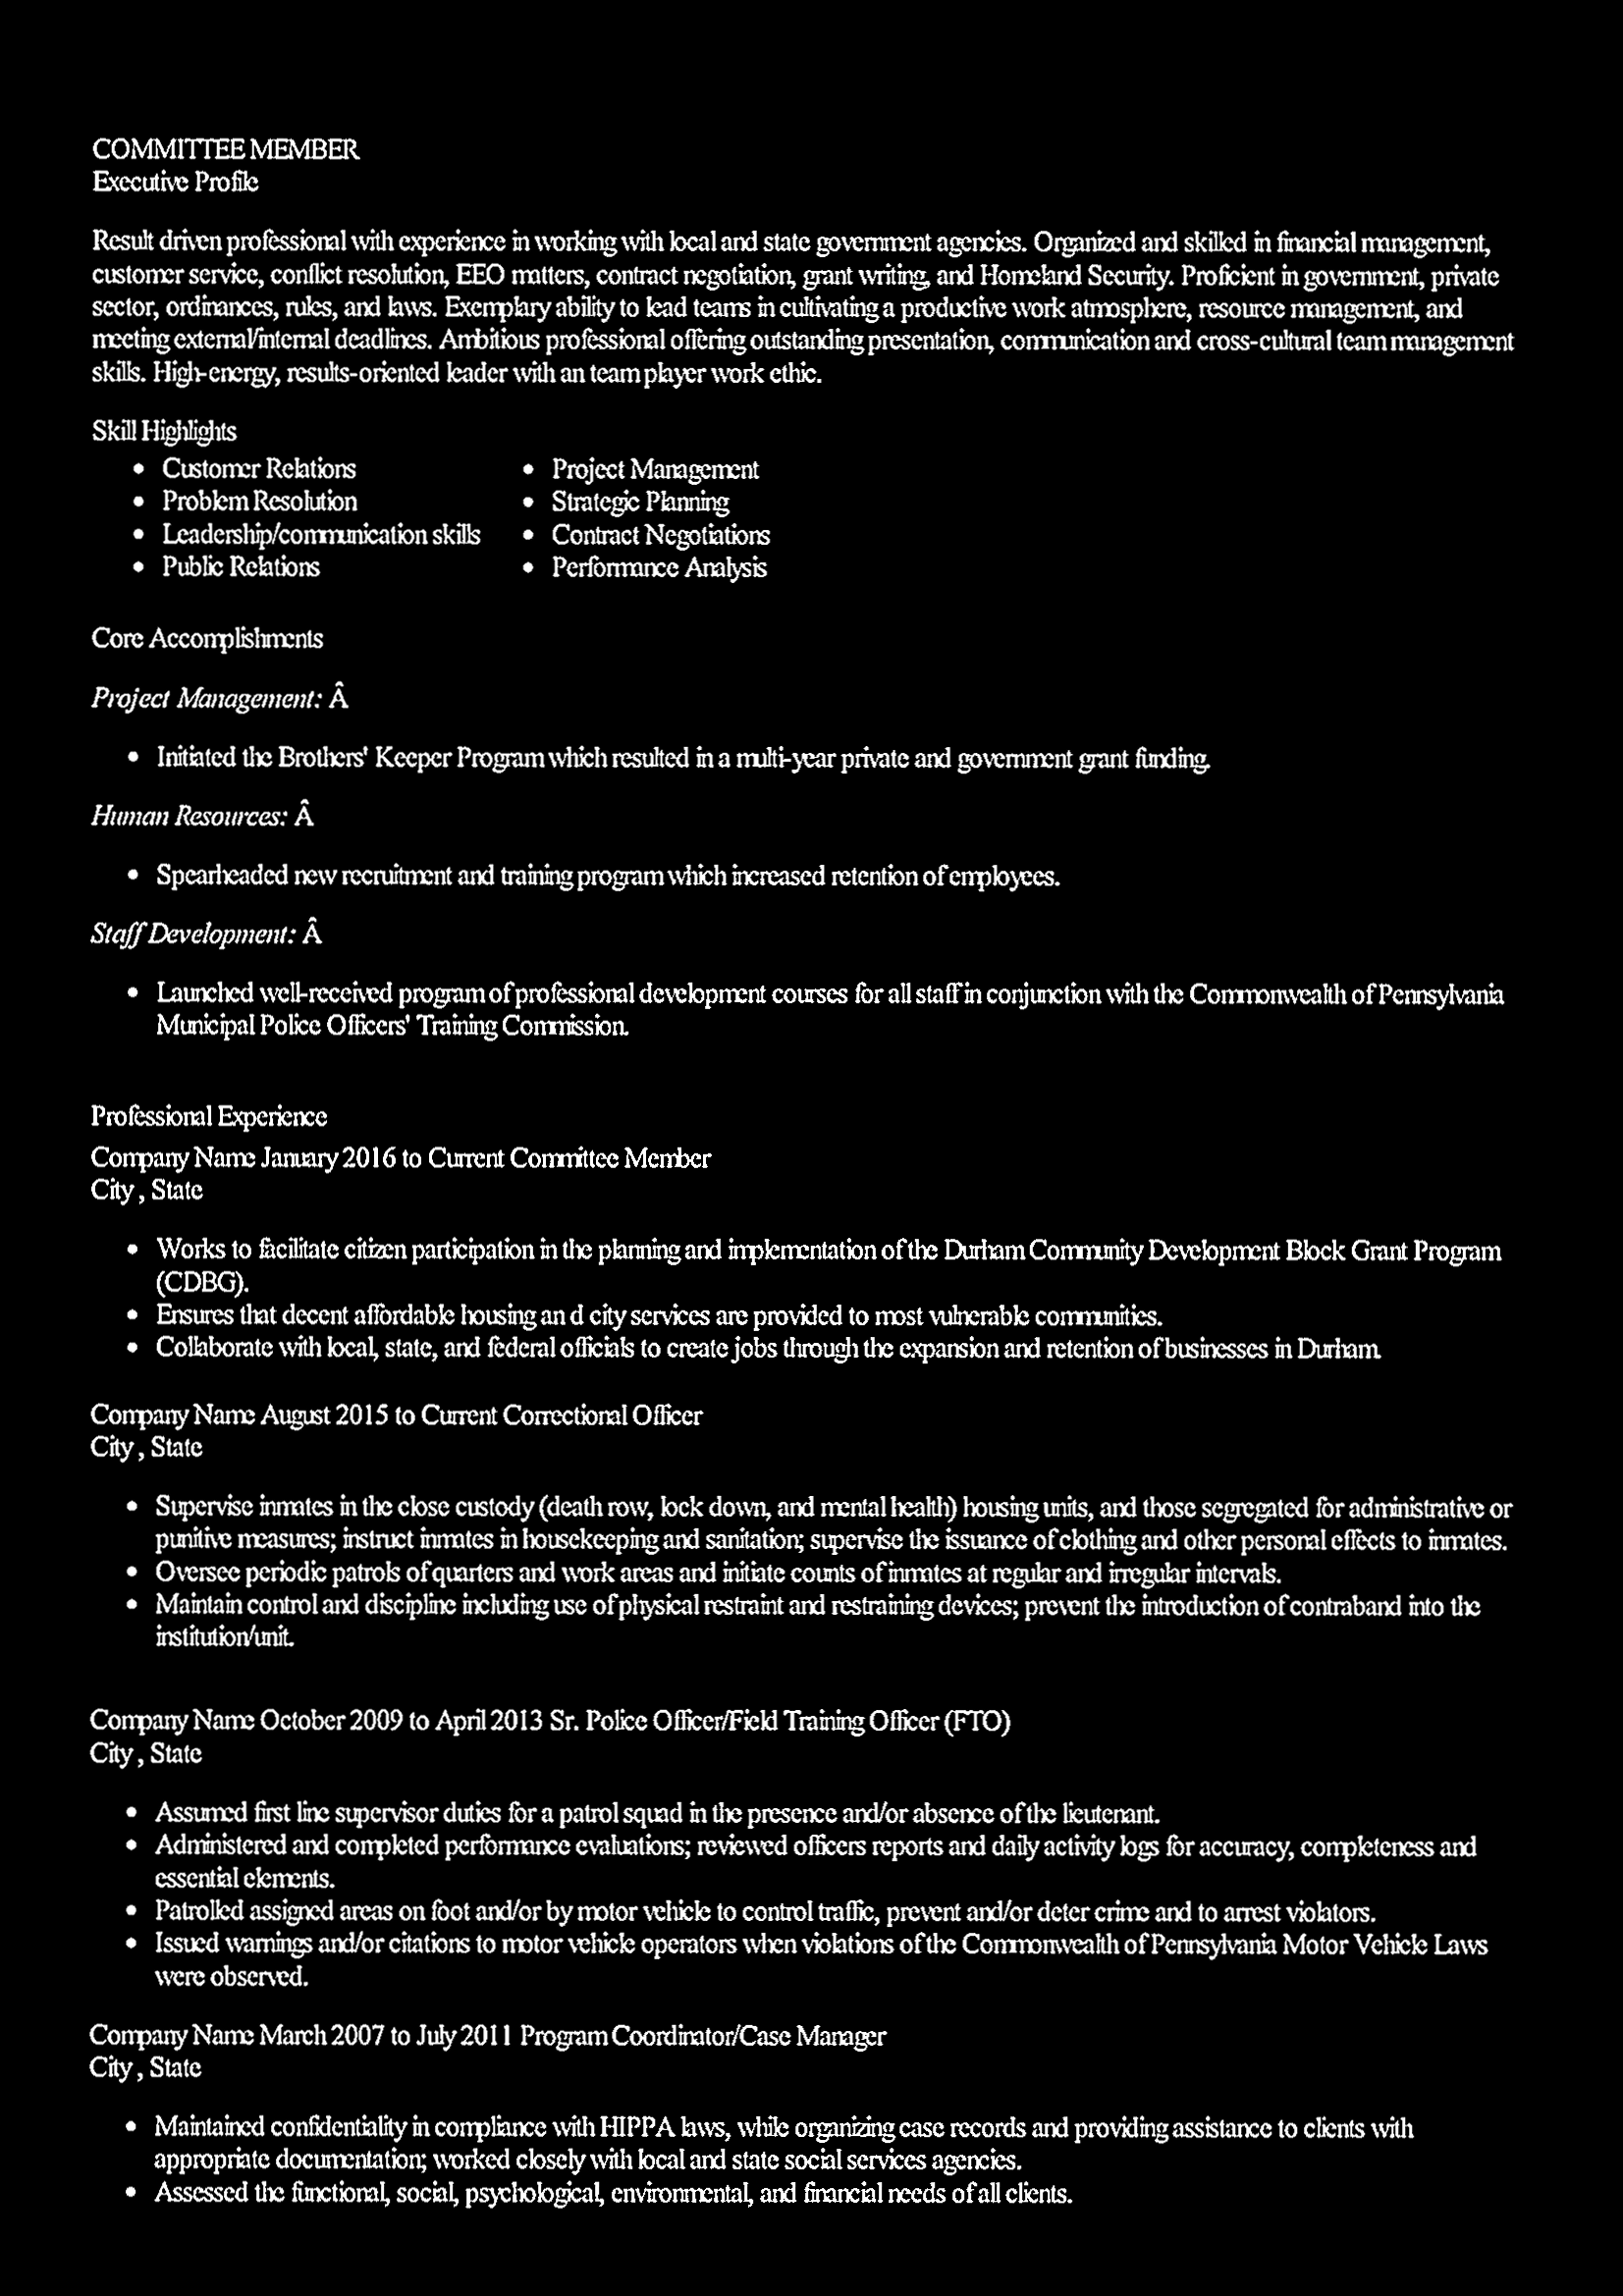 COMMITTEE MEMBER
Executive Profile
Result driven professional with experience in working with local and state government agencies. Organized and skilled in financial management,
customer service, conflict resolution, EEO matters, contract negotiation, grant writing, and Homeland Security. Proficient in government, private
sector, ordinances, rules, and laws. Exemplary ability to lead teams in cultivating a productive work atmosphere, resource management, and
meeting external/internal deadlines. Ambitious professional offering outstanding presentation, communication and cross-cultural team management
skills. High-energy, results-oriented leader with an team player work ethic.
Skill Highlights
• Customer Relations
• Problem Resolution
• Leadership/communication skills
• Public Relations
• Project Management
• Strategic Planning
• Contract Negotiations
• Performance Analysis
Core Accomplishments
Project Management: Â
• Initiated the Brothers' Keeper Program which resulted in a multi-year private and government grant funding.
Human Resources: Â
• Spearheaded new recruitment and training program which increased retention of employees.
Staff Development: Â
• Launched well-received program of professional development courses for all staff in conjunction with the Commonwealth of Pennsylvania
Municipal Police Officers' Training Commission.
Professional Experience
Company Name January 2016 to Current Committee Member
City , State
• Works to facilitate citizen participation in the planning and implementation of the Durham Community Development Block Grant Program
(CDBG).
• Ensures that decent affordable housing an d city services are provided to most vulnerable communities.
• Collaborate with local, state, and federal officials to create jobs through the expansion and retention of businesses in Durham.
Company Name August 2015 to Current Correctional Officer
City , State
• Supervise inmates in the close custody (death row, lock down, and mental health) housing units, and those segregated for administrative or
punitive measures; instruct inmates in housekeeping and sanitation; supervise the issuance of clothing and other personal effects to inmates.
• Oversee periodic patrols of quarters and work areas and initiate counts of inmates at regular and irregular intervals.
• Maintain control and discipline including use of physical restraint and restraining devices; prevent the introduction of contraband into the
institution/unit.
Company Name October 2009 to April 2013 Sr. Police Officer/Field Training Officer (FTO)
City , State
• Assumed first line supervisor duties for a patrol squad in the presence and/or absence of the lieutenant.
• Administered and completed performance evaluations; reviewed officers reports and daily activity logs for accuracy, completeness and
essential elements.
• Patrolled assigned areas on foot and/or by motor vehicle to control traffic, prevent and/or deter crime and to arrest violators.
• Issued warnings and/or citations to motor vehicle operators when violations of the Commonwealth of Pennsylvania Motor Vehicle Laws
were observed.
Company Name March 2007 to July 2011 Program Coordinator/Case Manager
City , State
• Maintained confidentiality in compliance with HIPPA laws, while organizing case records and providing assistance to clients with
appropriate documentation; worked closely with local and state social services agencies.
• Assessed the functional, social, psychological, environmental, and financial needs of all clients.